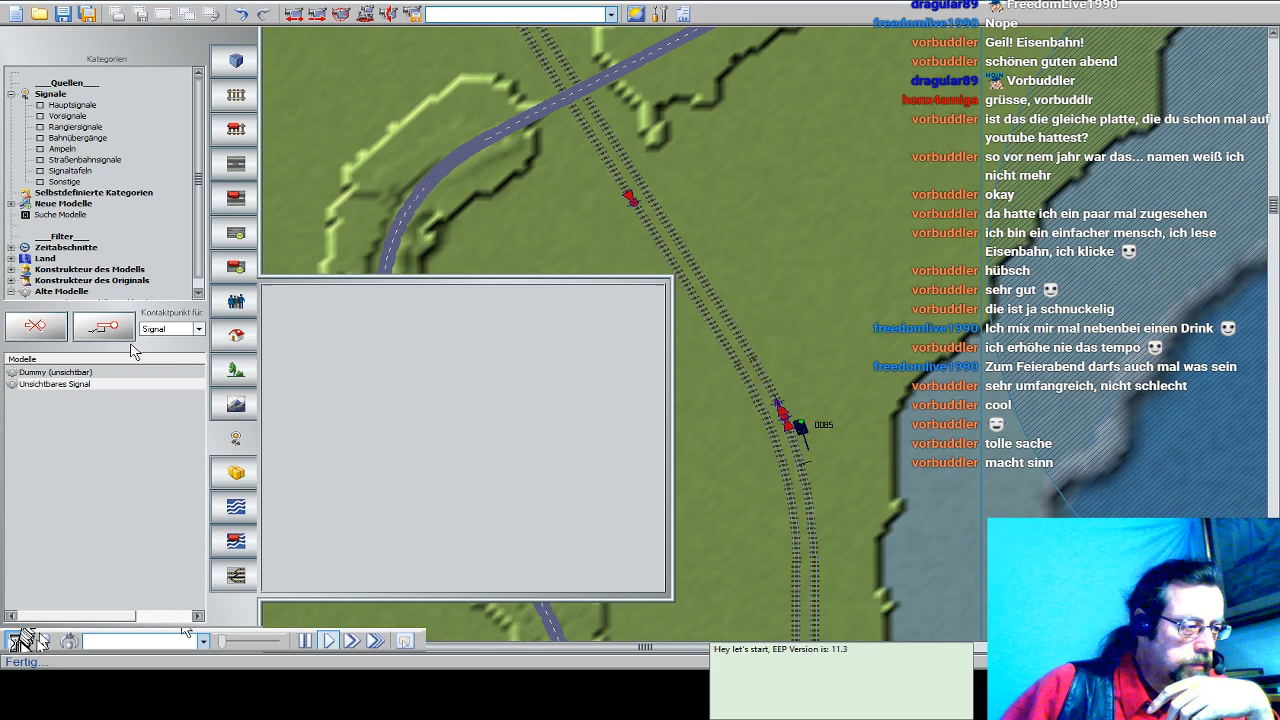 Kategorien
___Quellen___
Signale
Hauptsignale
Vorsignale
Rangiersignale
Bahnübergänge
Ampeln
Straßenbahnsignale
Signaltafeln
Sonstige
Selbstdefinierte Kategorien
Neue Modelle
Suche Modelle
___Filter___
Zeitabschnitte
Land
Konstrukteur des Modells
Konstrukteur des Originals
Alte Modelle
Kontaktpunkt für:
Signal
Modelle
Dummy (unsichtbar)
Unsichtbares Signal
Fertig...
0085
Hey let's start, EEP Version is: 11.3
dragular89 FreedomLive1990
freedomlive1990 Nope
vorbuddler Geil! Eisenbahn!
vorbuddler schönen guten abend
dragular89 MOIN Vorbuddler
honx4amiga grüsse, vorbuddlr
vorbuddler ist das die gleiche platte, die du schon mal auf
youtube hattest?
vorbuddler so vor nem jahr war das... namen weiß ich
nicht mehr
vorbuddler okay
vorbuddler da hatte ich ein paar mal zugesehen
vorbuddler ich bin ein einfacher mensch, ich lese
Eisenbahn, ich klicke
vorbuddler hübsch
vorbuddler sehr gut
vorbuddler die ist ja schnuckelig
freedomlive1990 Ich mix mir mal nebenbei einen Drink
vorbuddler ich erhöhe nie das tempo
freedomlive1990 Zum Feierabend darfs auch mal was sein
vorbuddler sehr umfangreich, nicht schlecht
vorbuddler cool
vorbuddler
vorbuddler tolle sache
vorbuddler macht sinn